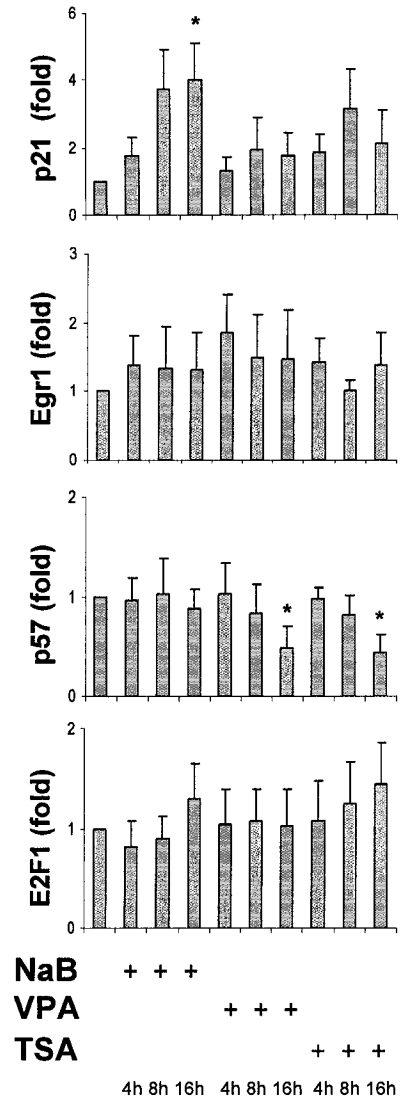 p21 (fold)
6
4
2
0
*
Egr1 (fold)
3
2
1
0
p57 (fold)
2
1
0
* *
E2F1 (fold)
2
1
0
NaB + + +
VPA + + +
TSA + + +
4h 8h 16h 4h 8h 16h 4h 8h 16h